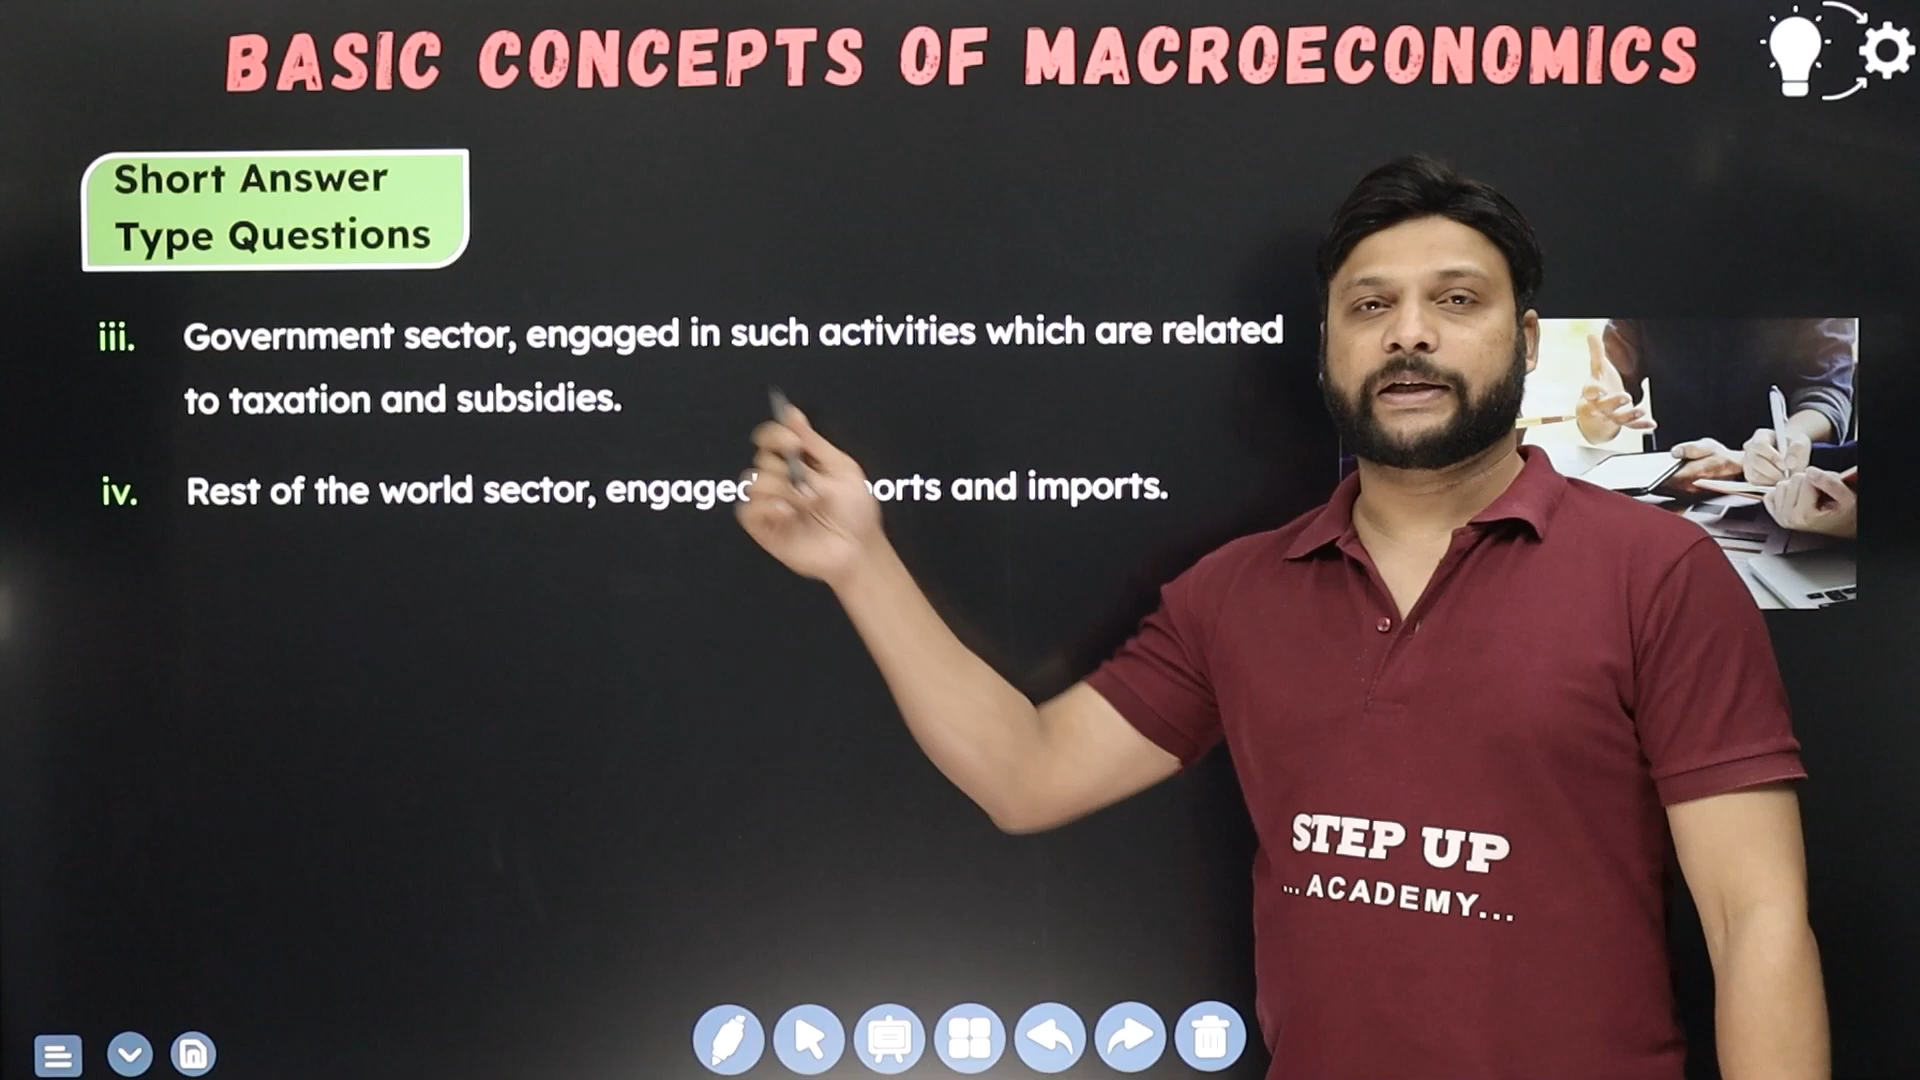 BASIC CONCEPTS OF MACROECONOMICS
Short Answer
Type Questions
iii. Government sector, engaged in such activities which are related
to taxation and subsidies.
iv. Rest of the world sector, engaged orts and imports.
STEP UP
...ACADEMY...